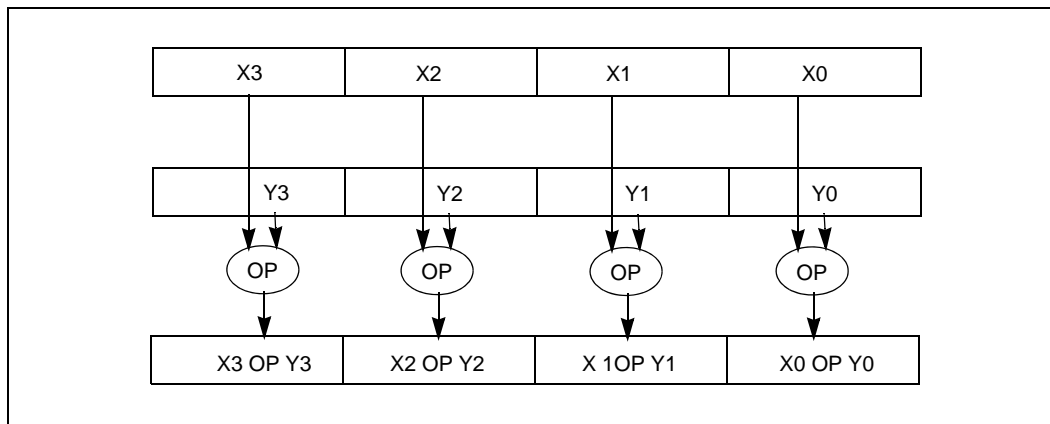 X3 X2 X1 X0
Y3 Y2 Y1 Y0
OP OP OP OP
X3 OP Y3 X2 OP Y2 X 1OP Y1 X0 OP Y0